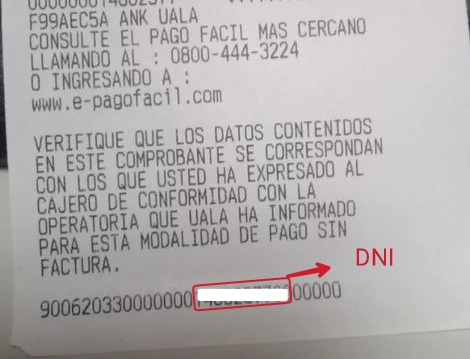 F99AEC5A ANK UALA
CONSULTE EL PAGO FACIL MAS CERCANO
LLAMANDO AL : 0800-444-3224
O INGRESANDO A :
www.e-pagofacil.com
VERIFIQUE QUE LOS DATOS CONTENIDOS
EN ESTE COMPROBANTE SE CORRESPONDAN
CON LOS QUE USTED HA EXPRESADO AL
CAJERO DE CONFORMIDAD CON LA
OPERATORIA QUE UALA HA INFORMADO
PARA ESTA MODALIDAD DE PAGO SIN
FACTURA.
DNI